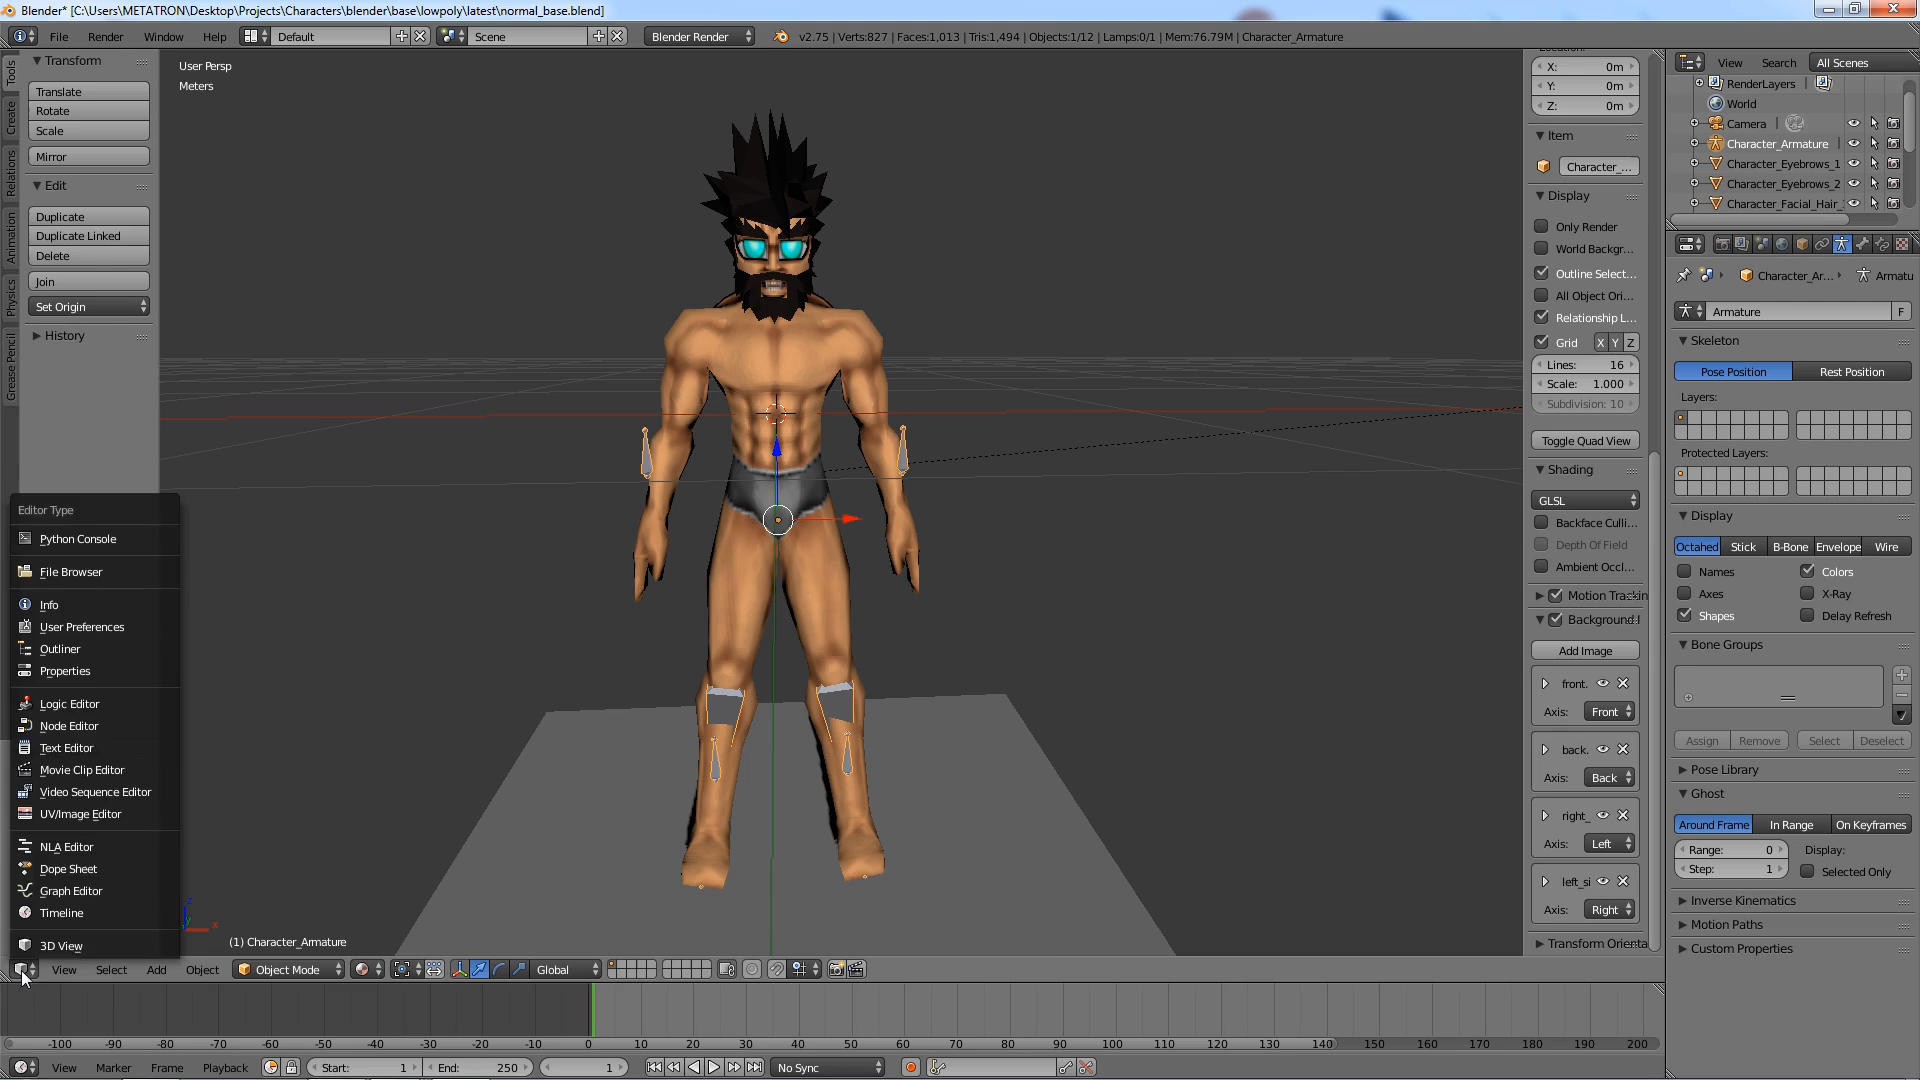 Blender* [C:\Users\METATRON\Desktop\Projects\Characters\blender\base\lowpoly\latest\normal_base.blend]
File Render Window Help Default Scene Blender Render v2.75 | Verts:827 | Faces:1,013 | Tris:1,494 | Objects:1/12 | Lamps:0/1 | Mem:76.79M | Character_Armature
Tools
Create
Relations
Animation
Physics
Grease Pencil
Transform
Translate
Rotate
Scale
Mirror
Edit
Duplicate
Duplicate Linked
Delete
Join
Set Origin
History
User Persp
Meters
Editor Type
Python Console
File Browser
Info
User Preferences
Outliner
Properties
Logic Editor
Node Editor
Text Editor
Movie Clip Editor
Video Sequence Editor
UV/Image Editor
NLA Editor
Dope Sheet
Graph Editor
Timeline
3D View
z
y
x
(1) Character_Armature
X: 0m
Y: 0m
Z: 0m
Item
Character_...
Display
Only Render
World Backgr...
Outline Select...
All Object Ori...
Relationship L...
Grid X Y Z
Lines: 16
Scale: 1.000
Subdivision: 10
Toggle Quad View
Shading
GLSL
Backface Culli...
Depth Of Field
Ambient Occl...
Motion Trackin
Background I
Add Image
front.
Axis: Front
back.
Axis: Back
right_
Axis: Left
left_si
Axis: Right
Transform Orienta
View Search All Scenes
RenderLayers |
World
Camera |
Character_Armature |
Character_Eyebrows_1
Character_Eyebrows_2
Character_Facial_Hair_
Character_Ar... Armatu
Armature F
Skeleton
Pose Position Rest Position
Layers:
Protected Layers:
Display
Octahed Stick B-Bone Envelope Wire
Names Colors
Axes X-Ray
Shapes Delay Refresh
Bone Groups
Assign Remove Select Deselect
Pose Library
Ghost
Around Frame In Range On Keyframes
Range: 0 Display:
Step: 1 Selected Only
Inverse Kinematics
Motion Paths
Custom Properties
View Select Add Object Object Mode Global
-100 -90 -80 -70 -60 -50 -40 -30 -20 -10 0 10 20 30 40 50 60 70 80 90 100 110 120 130 140 150 160 170 180 190 200
View Marker Frame Playback Start: 1 End: 250 1 No Sync